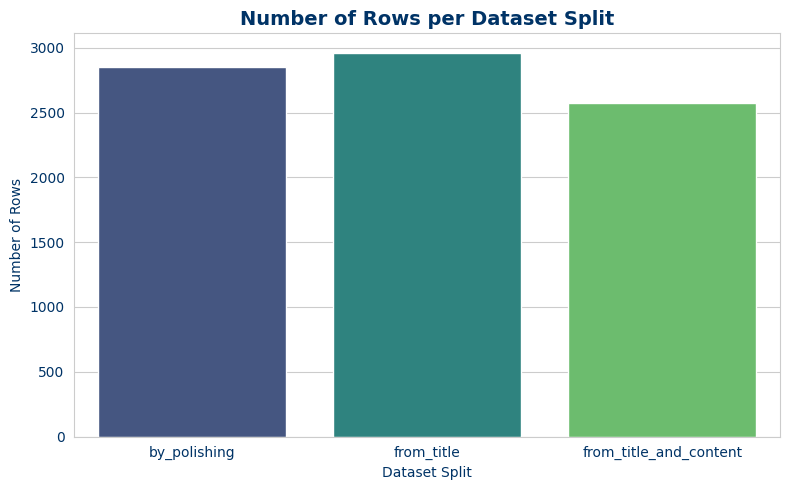 Number of Rows per Dataset Split
Number of Rows
3000
2500
2000
1500
1000
500
0
by_polishing
from_title
from_title_and_content
Dataset Split